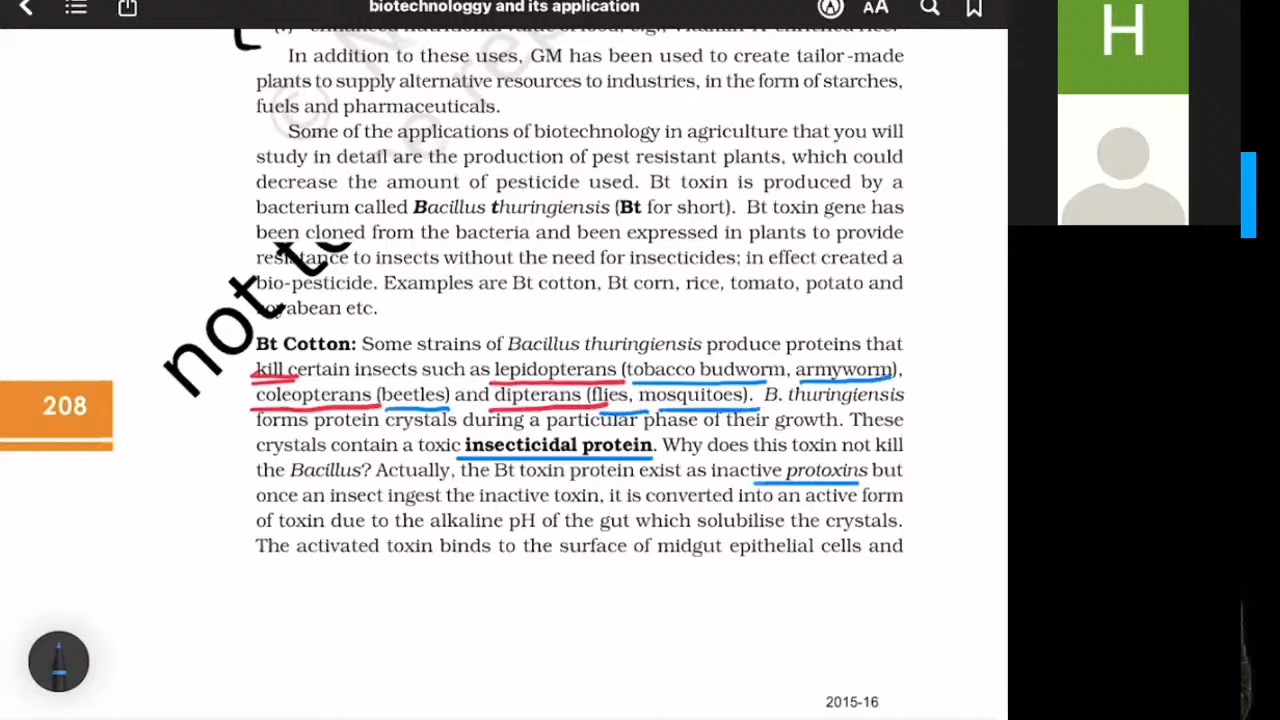 biotechnologgy and its application
AA
H
(v) enhanced nutritional value of food, e.g., Vitamin 'A' enriched rice.
In addition to these uses, GM has been used to create tailor-made
plants to supply alternative resources to industries, in the form of starches,
fuels and pharmaceuticals.
Some of the applications of biotechnology in agriculture that you will
study in detail are the production of pest resistant plants, which could
decrease the amount of pesticide used. Bt toxin is produced by a
bacterium called Bacillus thuringiensis (Bt for short). Bt toxin gene has
been cloned from the bacteria and been expressed in plants to provide
resistance to insects without the need for insecticides; in effect created a
bio-pesticide. Examples are Bt cotton, Bt corn, rice, tomato, potato and
soyabean etc.
not to
Bt Cotton: Some strains of Bacillus thuringiensis produce proteins that
kill certain insects such as lepidopterans (tobacco budworm, armyworm),
coleopterans (beetles) and dipterans (flies, mosquitoes). B. thuringiensis
forms protein crystals during a particular phase of their growth. These
crystals contain a toxic insecticidal protein. Why does this toxin not kill
the Bacillus? Actually, the Bt toxin protein exist as inactive protoxins but
once an insect ingest the inactive toxin, it is converted into an active form
of toxin due to the alkaline pH of the gut which solubilise the crystals.
The activated toxin binds to the surface of midgut epithelial cells and
208
2015-16